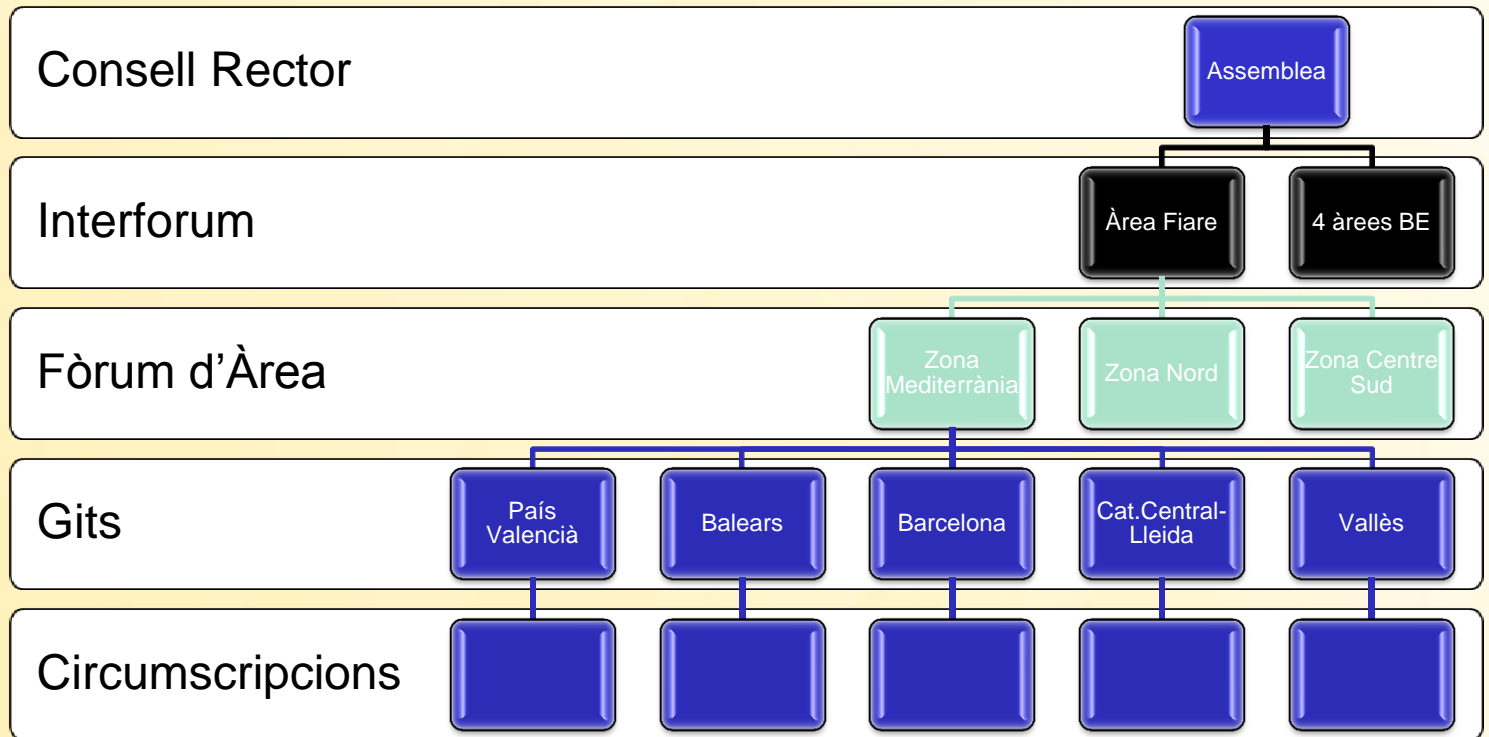 Consell Rector
Assemblea
Interforum
Àrea Fiare
4 àrees BE
Fòrum d’Àrea
Zona
Mediterrània
Zona Nord
Zona Centre
Sud
Gits
País
Valencià
Balears
Barcelona
Cat.Central-
Lleida
Vallès
Circumscripcions